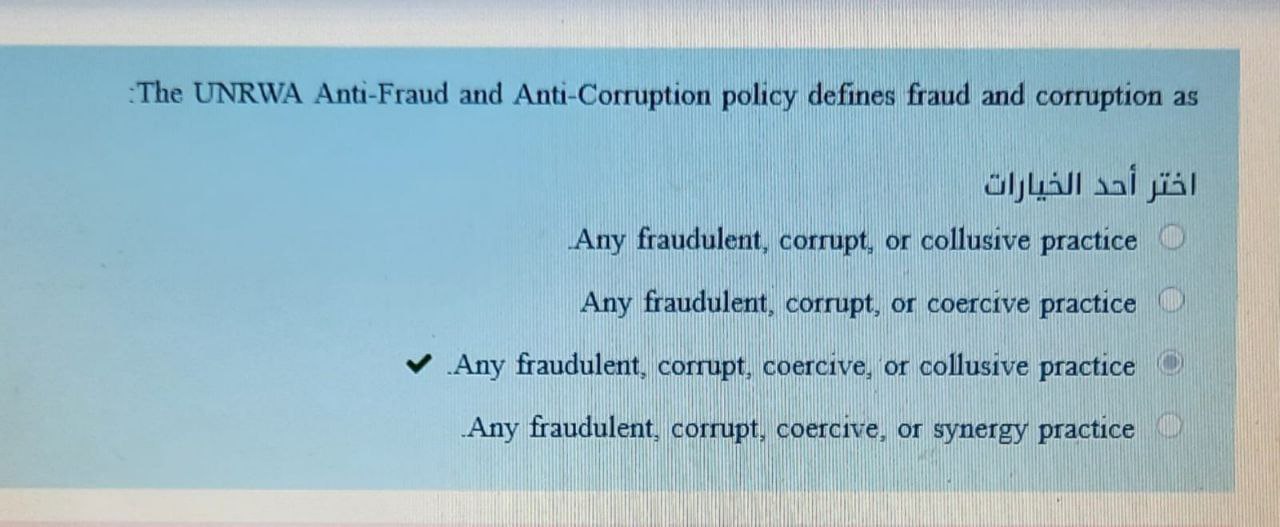 :The UNRWA Anti-Fraud and Anti-Corruption policy defines fraud and corruption as
اختر أحد الخيارات
.Any fraudulent, corrupt, or collusive practice
Any fraudulent, corrupt, or coercive practice
.Any fraudulent, corrupt, coercive, or collusive practice
.Any fraudulent, corrupt, coercive, or synergy practice